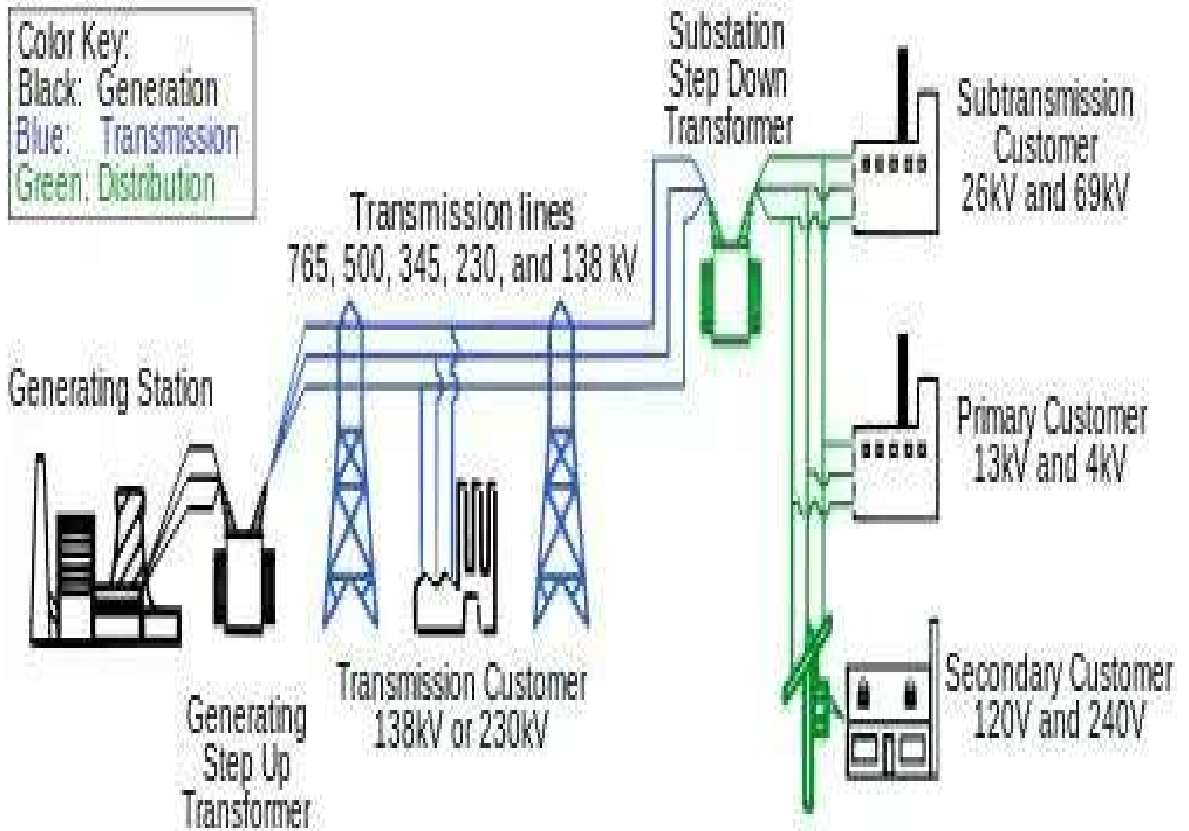 Color Key:
Black: Generation
Blue: Transmission
Green: Distribution
Substation
Step Down
Transformer
Subtransmission
Customer
26kV and 69kV
Transmission lines
765, 500, 345, 230, and 138 kV
Generating Station
Primary Customer
13kV and 4kV
Transmission Customer
138kV or 230kV
Generating
Step Up
Transformer
Secondary Customer
120V and 240V